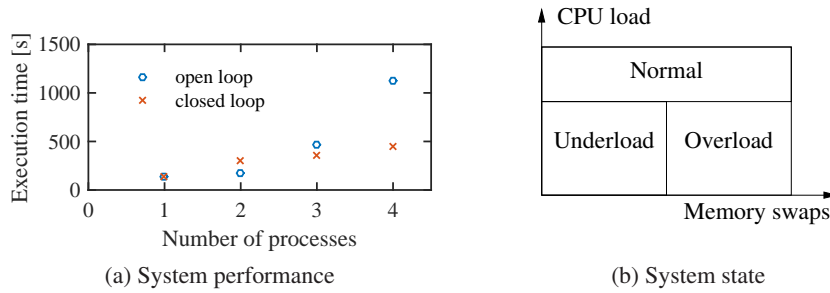 Execution time [s]
1500
1000
500
0
open loop
closed loop
0 1 2 3 4
Number of processes
(a) System performance
CPU load
Normal
Underload Overload
Memory swaps
(b) System state